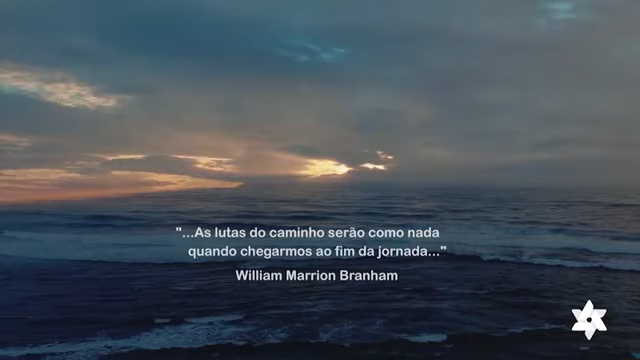 "...As lutas do caminho serão como nada
quando chegarmos ao fim da jornada..."
William Marrion Branham